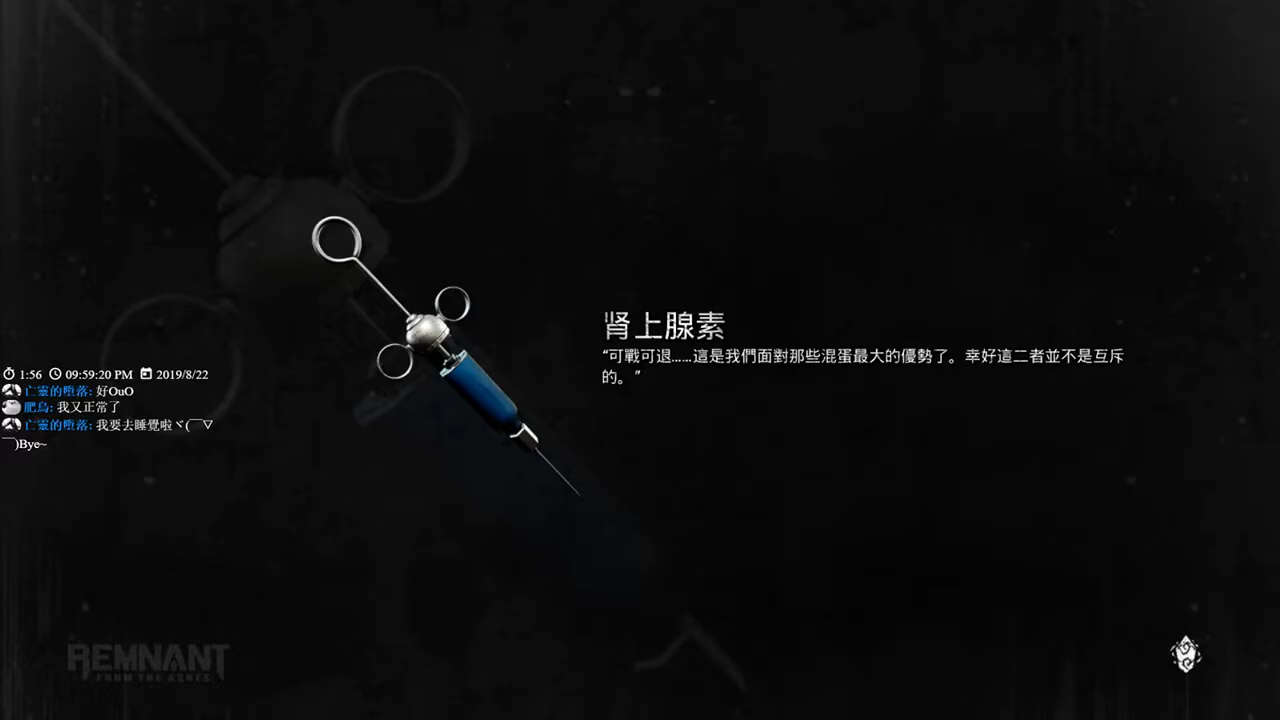 肾上腺素
“可戰可退……這是我們面對那些混蛋最大的優勢了。幸好這二者並不是互斥
的。”
1:56 09:59:20 PM 2019/8/22
亡靈的墮落: 好OuO
肥鳥: 我又正常了
亡靈的墮落: 我要去睡覺啦ヾ(￣▽
￣)Bye~
REMNANT
FROM THE ASHES